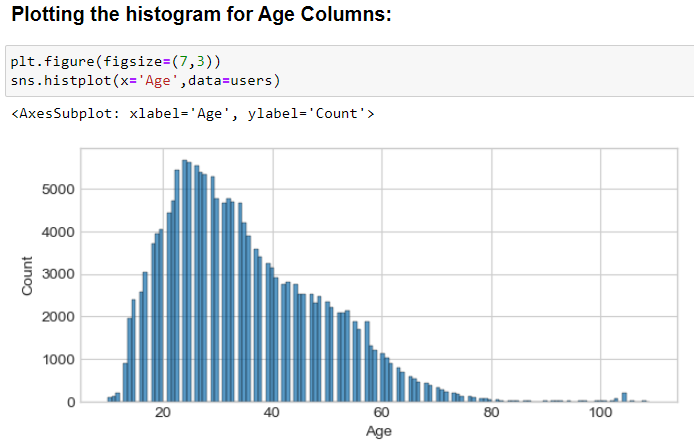 Plotting the histogram for Age Columns:
plt.figure(figsize=(7,3))
sns.histplot(x='Age',data=users)
<AxesSubplot: xlabel='Age', ylabel='Count'>
5000
4000
3000
2000
1000
0
Count
20 40 60 80 100
Age